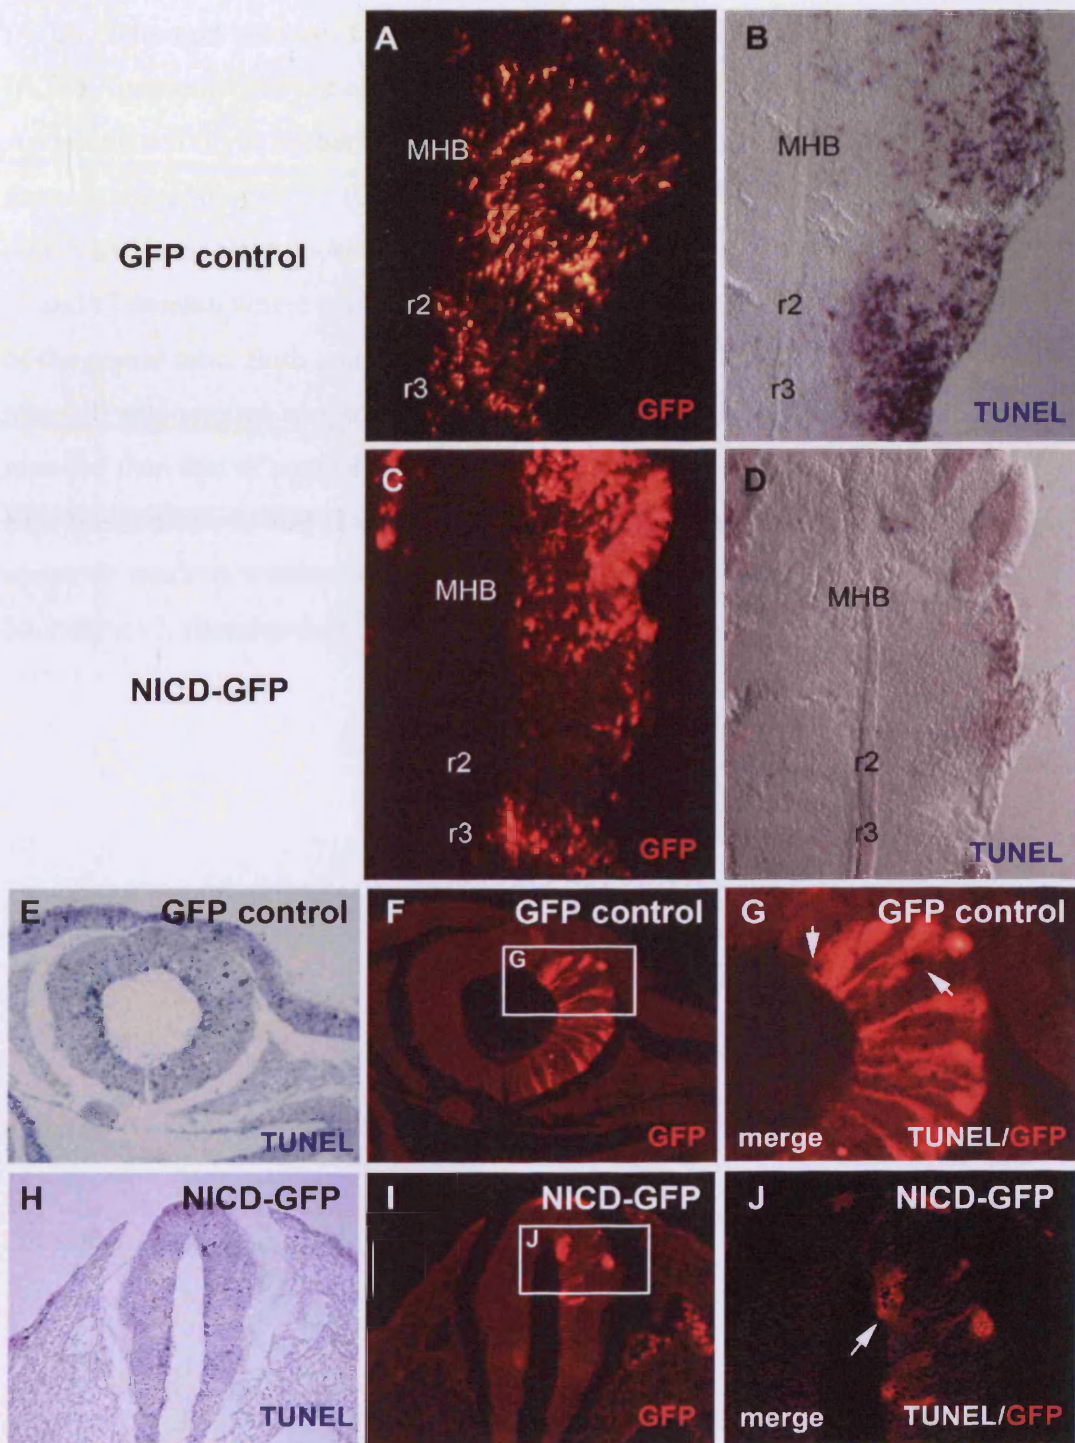 A
MHB
r2
r3
GFP
B
MHB
r2
r3
TUNEL
GFP control
C
MHB
r2
r3
GFP
D
MHB
r2
r3
TUNEL
NICD-GFP
E
GFP control
TUNEL
F
GFP control
G
GFP
G
GFP control
merge
TUNEL/GFP
H
NICD-GFP
TUNEL
I
NICD-GFP
J
GFP
J
NICD-GFP
merge
TUNEL/GFP